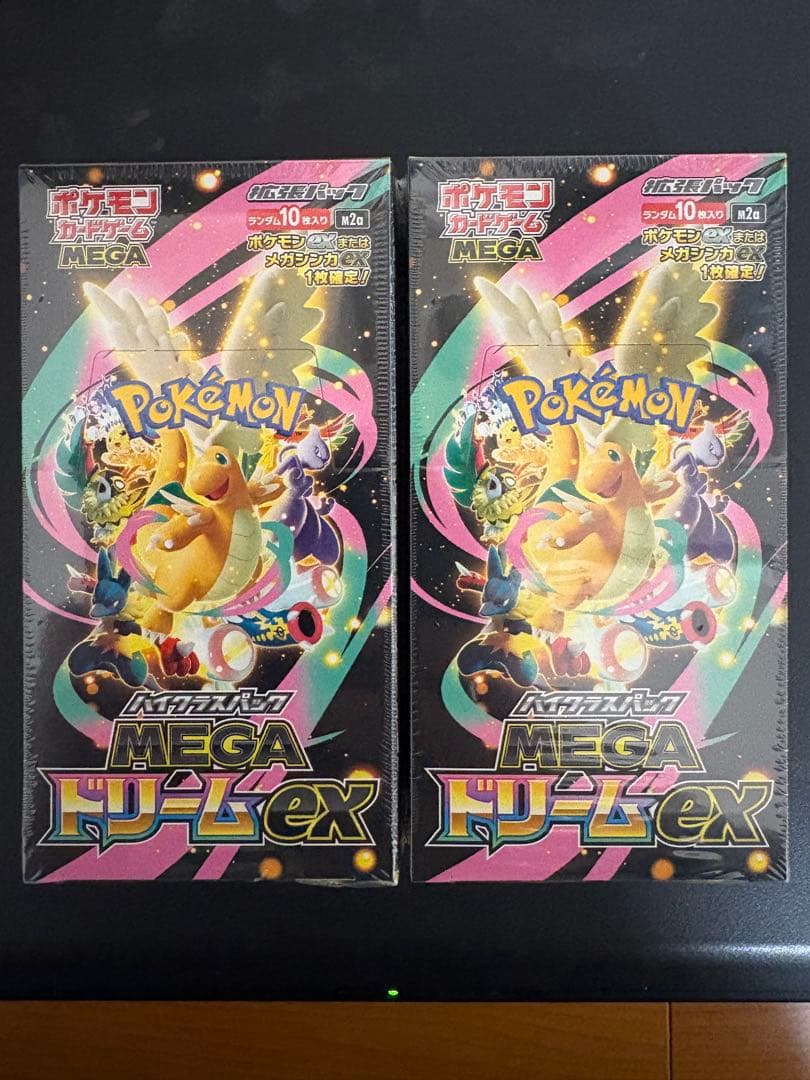 ポケモン
カードゲーム
MEGA
拡張パック
ランダム10枚入り
M2a
ポケモンexまたは
メガシンカex
1枚確定!
POKéMON
ハイクラスパック
MEGA
ドリームex
ポケモン
カードゲーム
MEGA
拡張パック
ランダム10枚入り
M2a
ポケモンexまたは
メガシンカex
1枚確定!
POKéMON
ハイクラスパック
MEGA
ドリームex